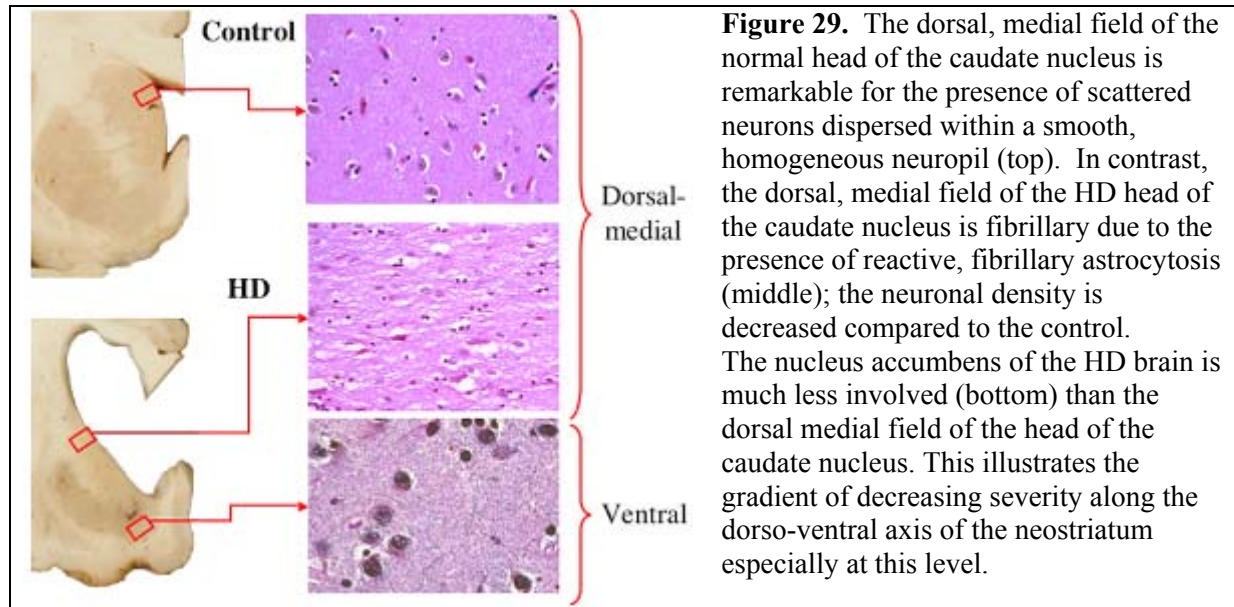 Control
HD
Dorsal-
medial
Ventral
Figure 29. The dorsal, medial field of the
normal head of the caudate nucleus is
remarkable for the presence of scattered
neurons dispersed within a smooth,
homogeneous neuropil (top). In contrast,
the dorsal, medial field of the HD head of
the caudate nucleus is fibrillary due to the
presence of reactive, fibrillary astrocytosis
(middle); the neuronal density is
decreased compared to the control.
The nucleus accumbens of the HD brain is
much less involved (bottom) than the
dorsal medial field of the head of the
caudate nucleus. This illustrates the
gradient of decreasing severity along the
dorso-ventral axis of the neostriatum
especially at this level.